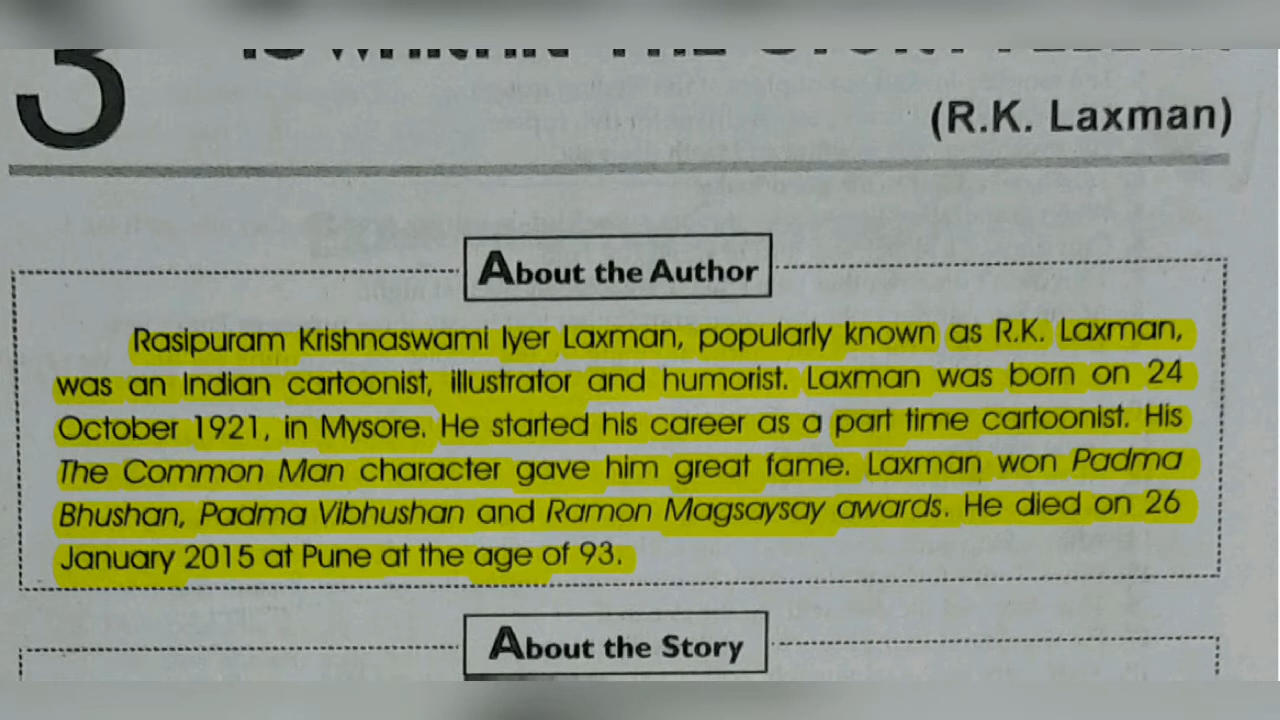 3
(R.K. Laxman)
About the Author
Rasipuram Krishnaswami Iyer Laxman, popularly known as R.K. Laxman,
was an Indian cartoonist, illustrator and humorist. Laxman was born on 24
October 1921, in Mysore. He started his career as a part time cartoonist. His
The Common Man character gave him great fame. Laxman won Padma
Bhushan, Padma Vibhushan and Ramon Magsaysay awards. He died on 26
January 2015 at Pune at the age of 93.
About the Story